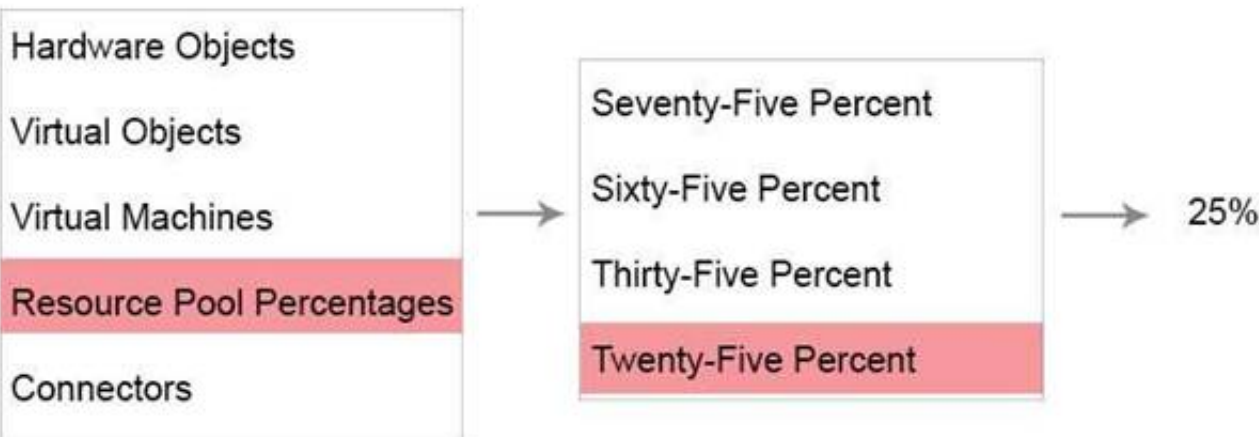 Hardware Objects
Virtual Objects
Virtual Machines
Resource Pool Percentages
Connectors
Seventy-Five Percent
Sixty-Five Percent
Thirty-Five Percent
Twenty-Five Percent
25%